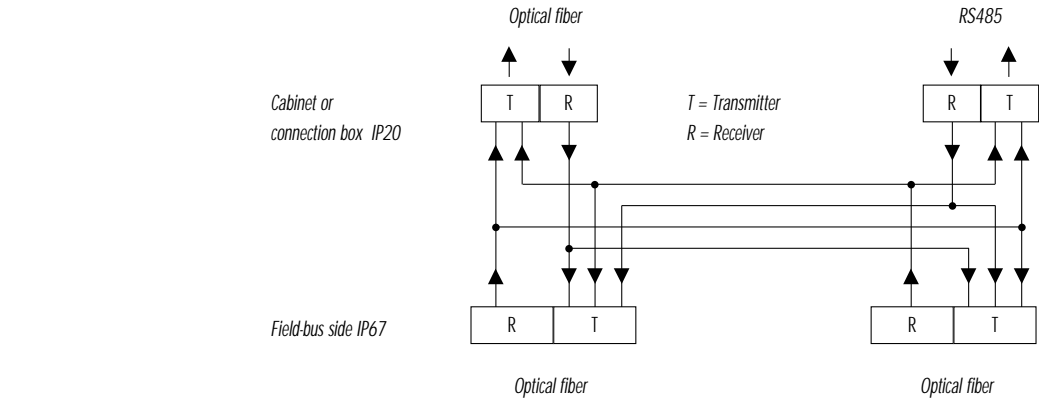 Optical fiber
RS485
T
R
R
T
Cabinet or
connection box IP20
T = Transmitter
R = Receiver
Field-bus side IP67
R
T
R
T
Optical fiber
Optical fiber